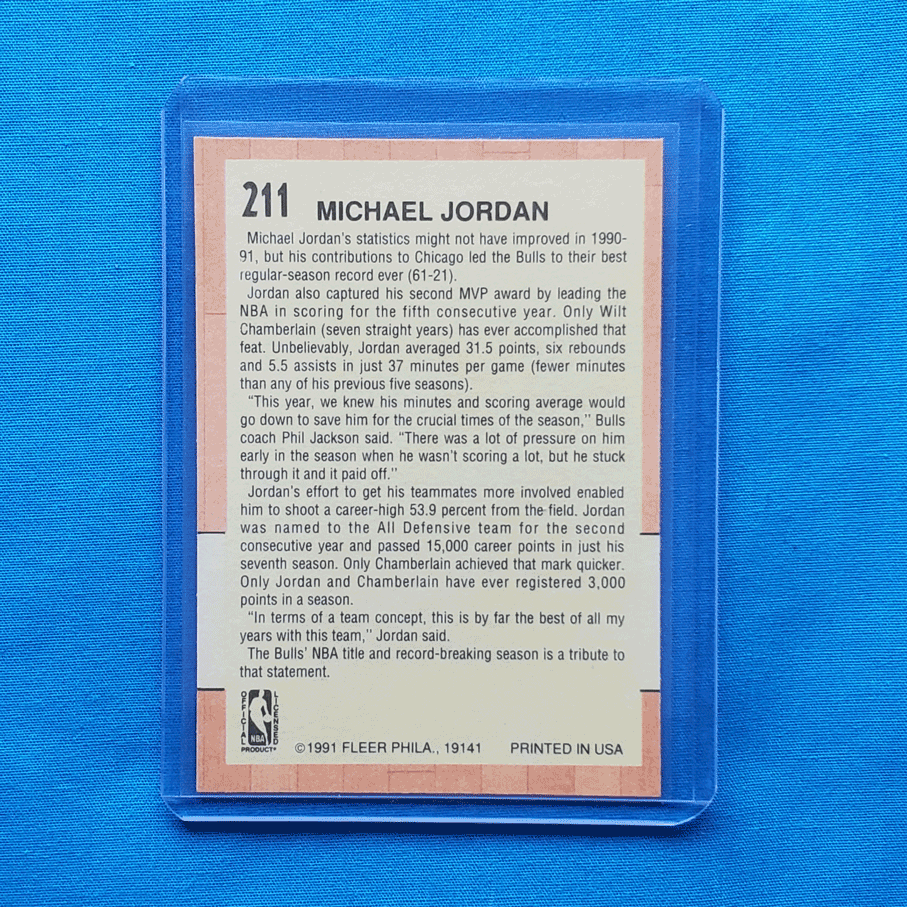 211 MICHAEL JORDAN
Michael Jordan's statistics might not have improved in 1990-
91, but his contributions to Chicago led the Bulls to their best
regular-season record ever (61-21).
Jordan also captured his second MVP award by leading the
NBA in scoring for the fifth consecutive year. Only Wilt
Chamberlain (seven straight years) has ever accomplished that
feat. Unbelievably, Jordan averaged 31.5 points, six rebounds
and 5.5 assists in just 37 minutes per game (fewer minutes
than any of his previous five seasons).
"This year, we knew his minutes and scoring average would
go down to save him for the crucial times of the season," Bulls
coach Phil Jackson said. "There was a lot of pressure on him
early in the season when he wasn't scoring a lot, but he stuck
through it and it paid off."
Jordan's effort to get his teammates more involved enabled
him to shoot a career-high 53.9 percent from the field. Jordan
was named to the All Defensive team for the second
consecutive year and passed 15,000 career points in just his
seventh season. Only Chamberlain achieved that mark quicker.
Only Jordan and Chamberlain have ever registered 3,000
points in a season.
"In terms of a team concept, this is by far the best of all my
years with this team," Jordan said.
The Bulls' NBA title and record-breaking season is a tribute to
that statement.
OFFICIAL LICENSED
NBA
PRODUCT
©1991 FLEER PHILA., 19141 PRINTED IN USA